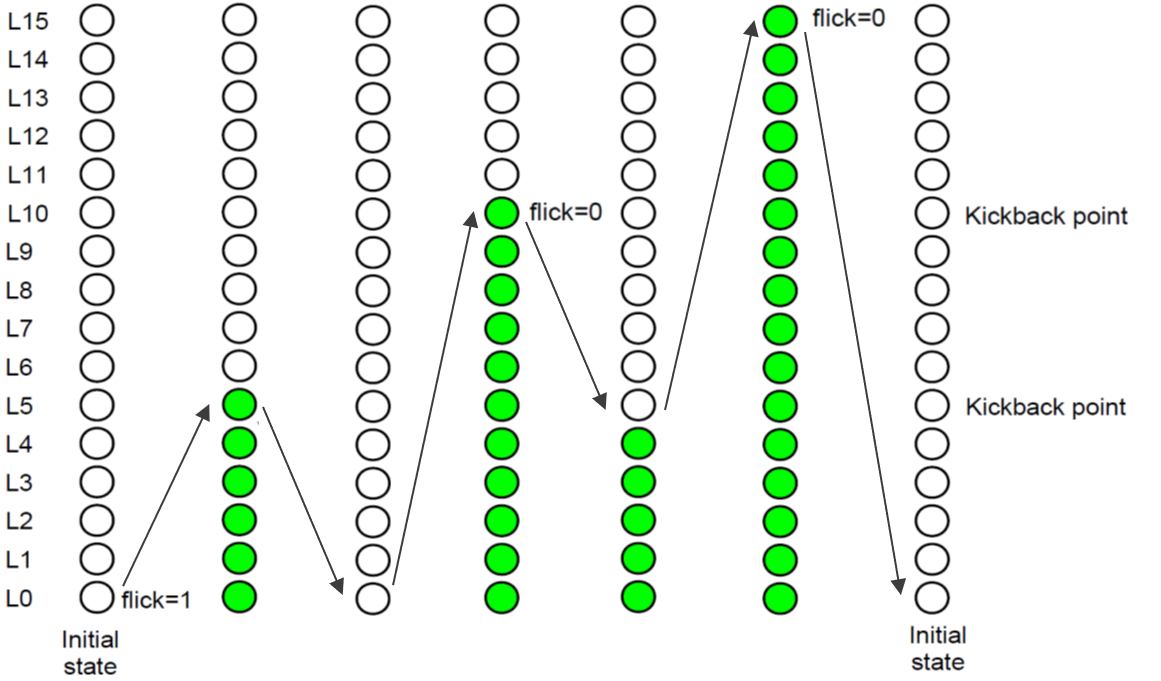 L15 flick=0
L14
L13
L12
L11
L10 flick=0 Kickback point
L9
L8
L7
L6
L5 Kickback point
L4
L3
L2
L1
L0 flick=1
Initial
state
Initial
state